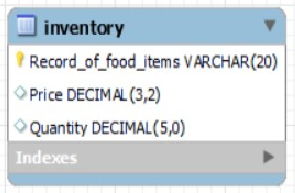 inventory
Record_of_food_items VARCHAR(20)
Price DECIMAL(3,2)
Quantity DECIMAL(5,0)
Indexes